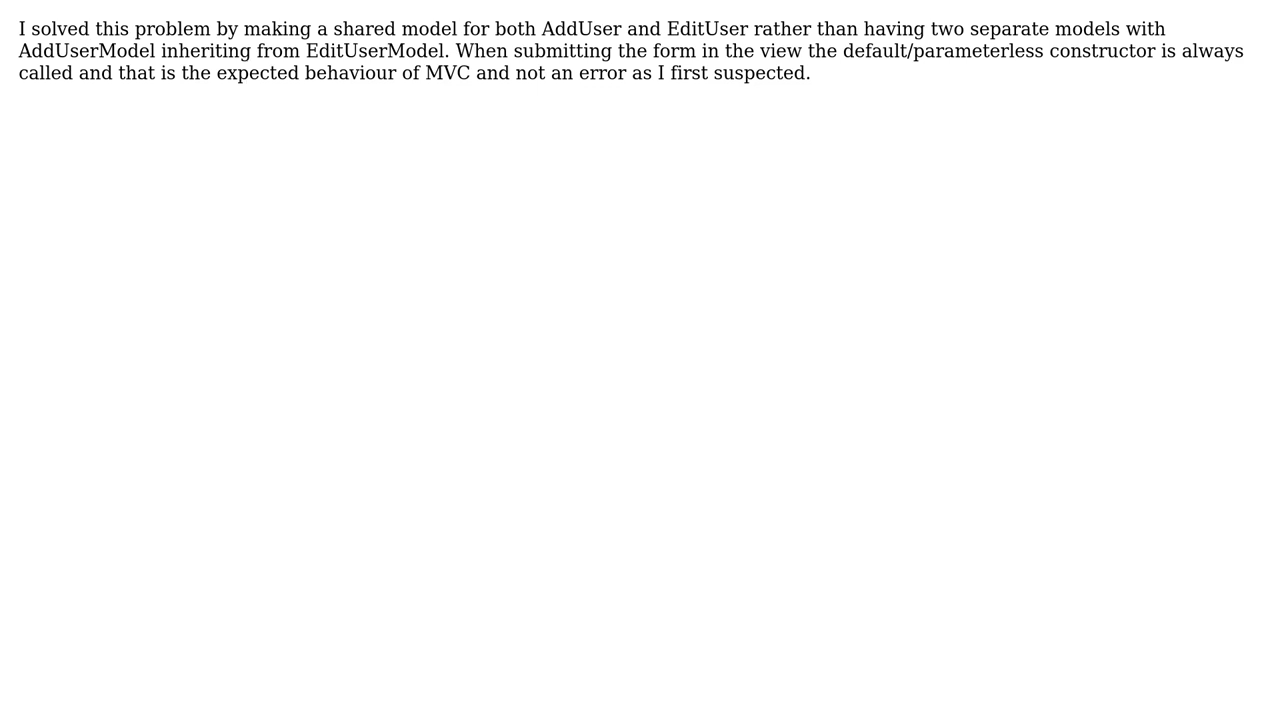 I solved this problem by making a shared model for both AddUser and EditUser rather than having two separate models with
AddUserModel inheriting from EditUserModel. When submitting the form in the view the default/parameterless constructor is always
called and that is the expected behaviour of MVC and not an error as I first suspected.